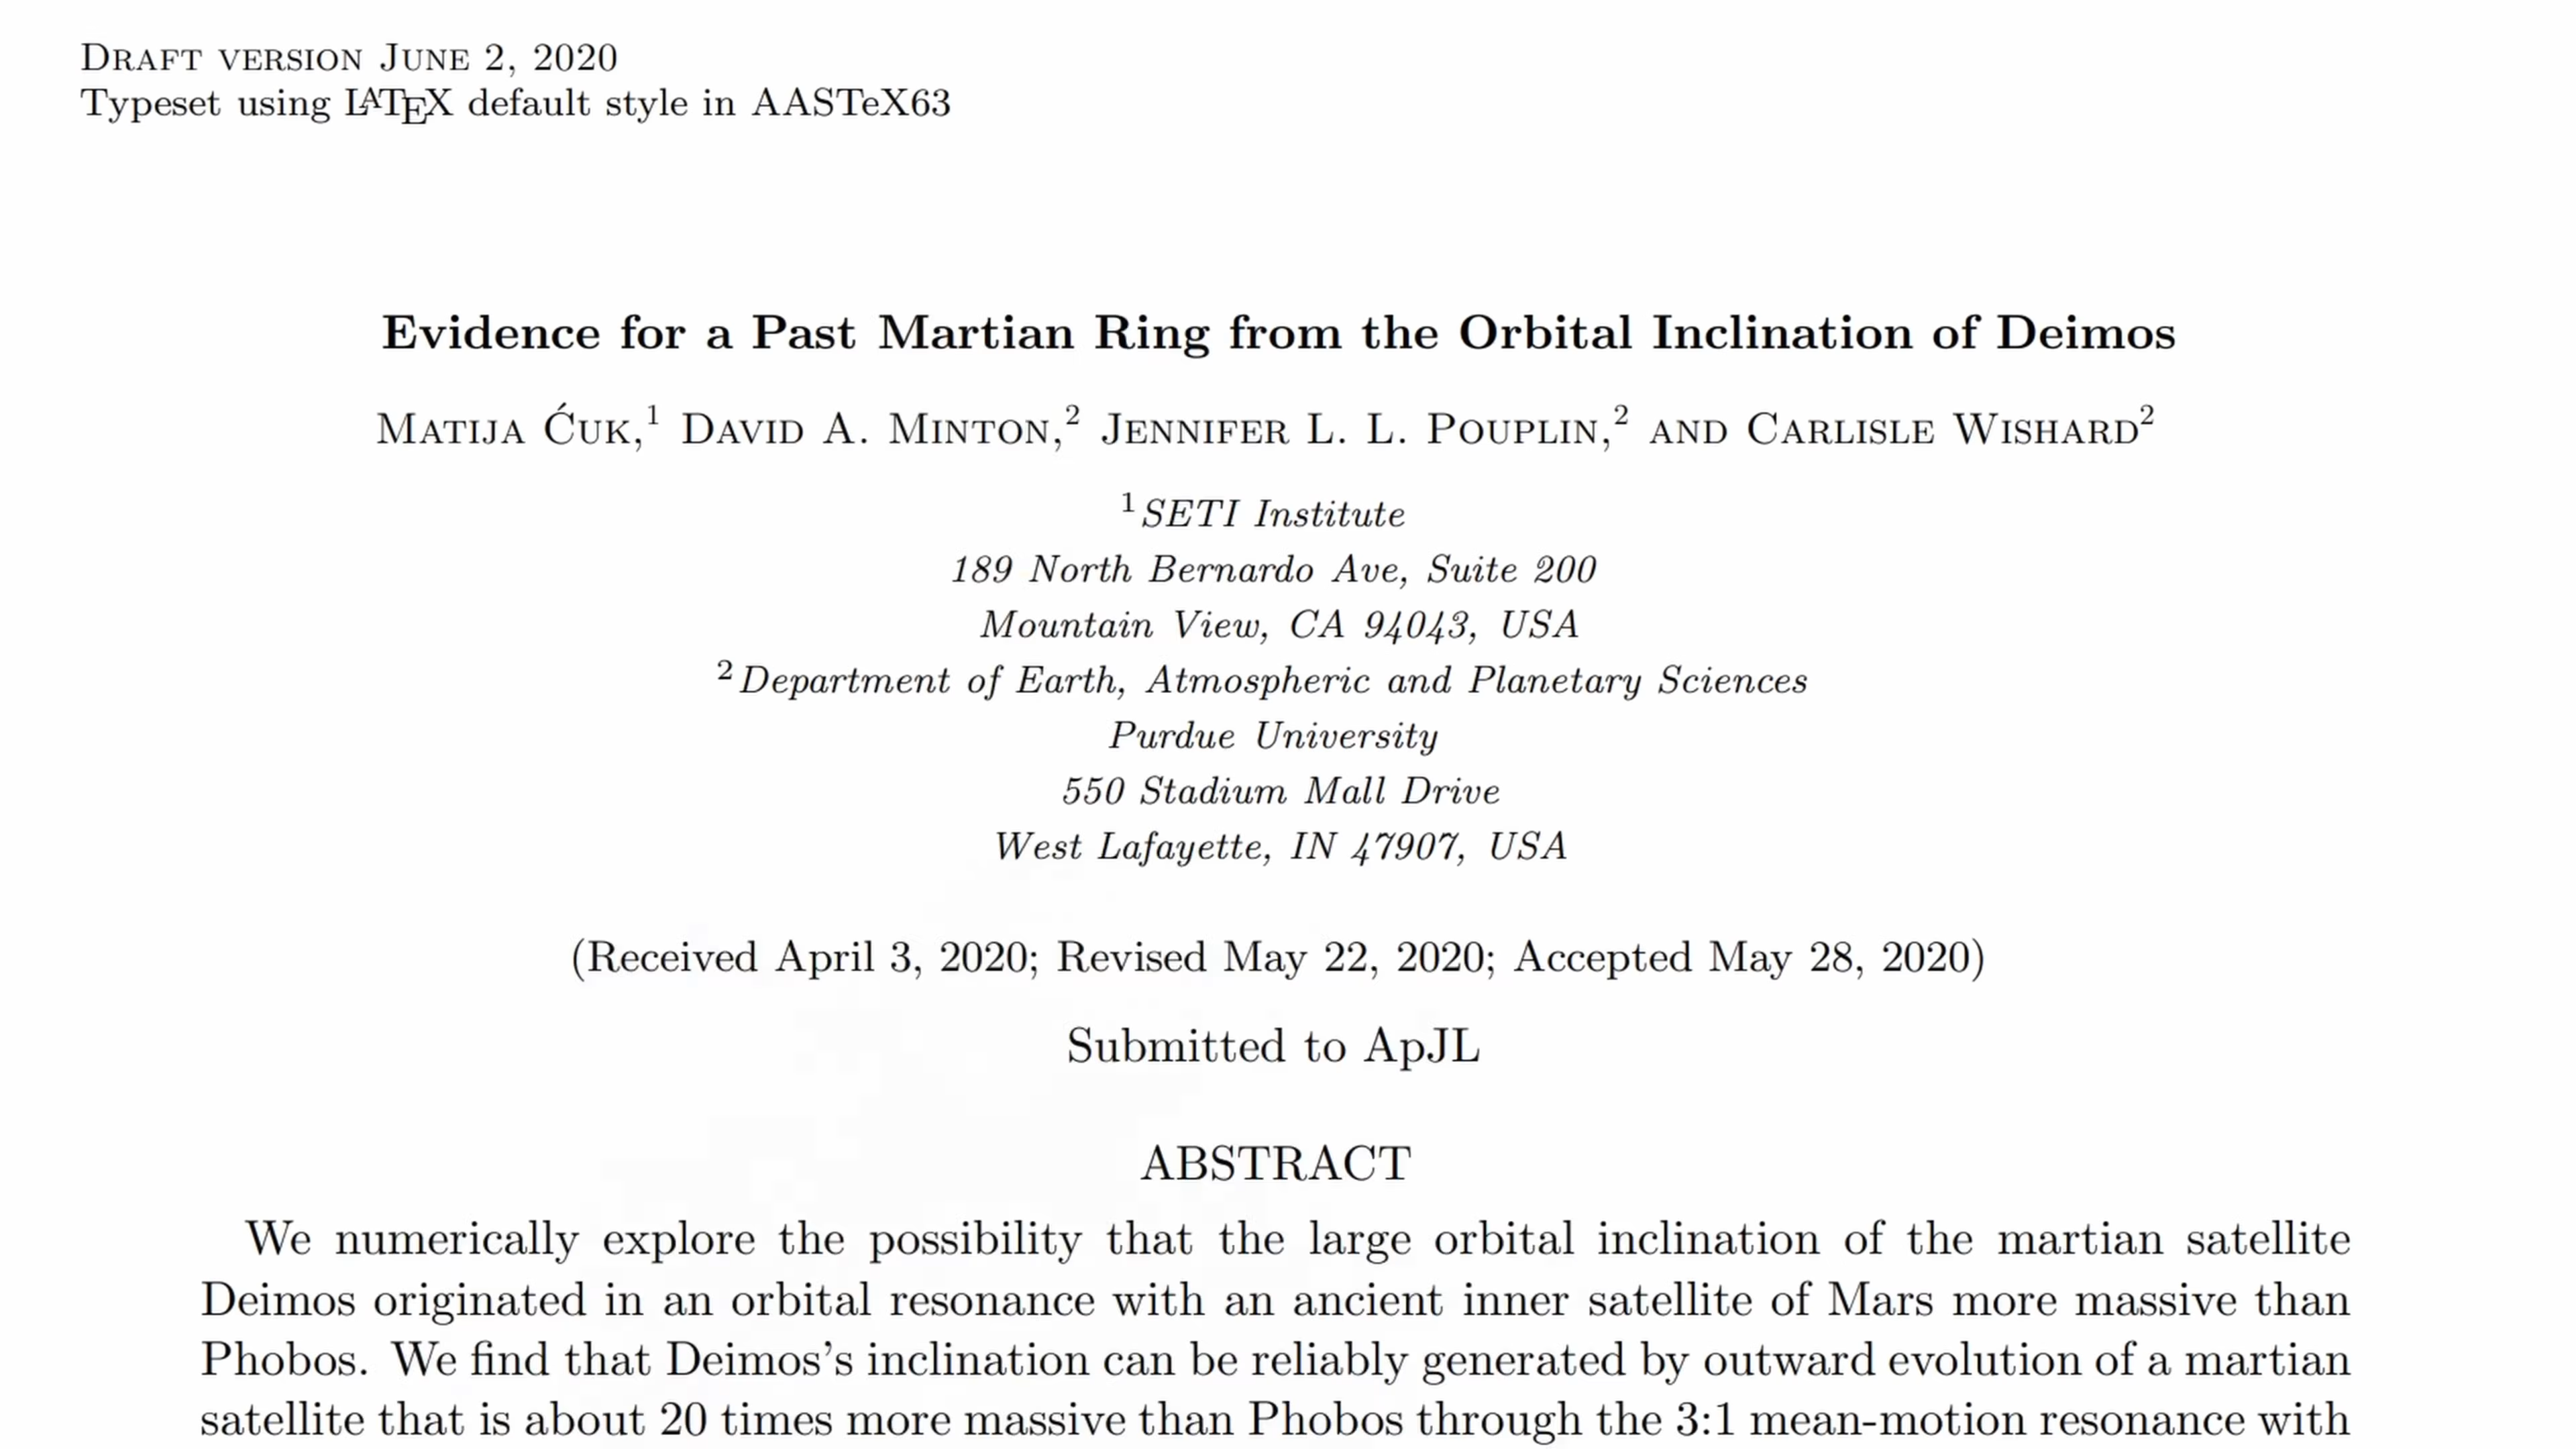 Draft version June 2, 2020
Typeset using LATEX default style in AASTeX63
Evidence for a Past Martian Ring from the Orbital Inclination of Deimos
Matija Ćuk,1 David A. Minton,2 Jennifer L. L. Pouplin,2 and Carlisle Wishard2
1 SETI Institute
189 North Bernardo Ave, Suite 200
Mountain View, CA 94043, USA
2 Department of Earth, Atmospheric and Planetary Sciences
Purdue University
550 Stadium Mall Drive
West Lafayette, IN 47907, USA
(Received April 3, 2020; Revised May 22, 2020; Accepted May 28, 2020)
Submitted to ApJL
ABSTRACT
We numerically explore the possibility that the large orbital inclination of the martian satellite
Deimos originated in an orbital resonance with an ancient inner satellite of Mars more massive than
Phobos. We find that Deimos's inclination can be reliably generated by outward evolution of a martian
satellite that is about 20 times more massive than Phobos through the 3:1 mean-motion resonance with